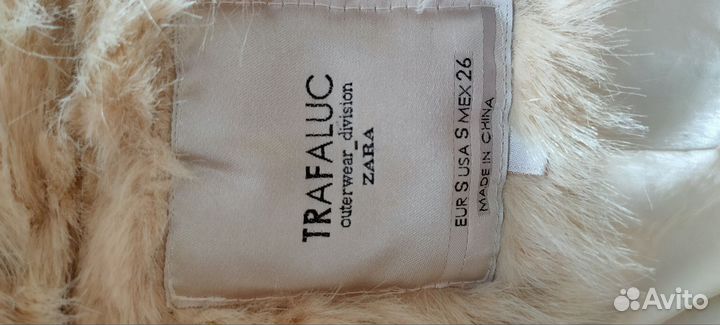 TRAFALUC
outerwear_division
ZARA
EUR S USA S MEX 26
MADE IN CHINA
Avito